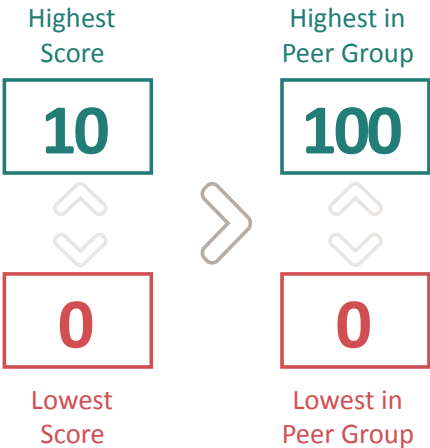 Highest
Score
10
0
Lowest
Score
Highest in
Peer Group
100
0
Lowest in
Peer Group